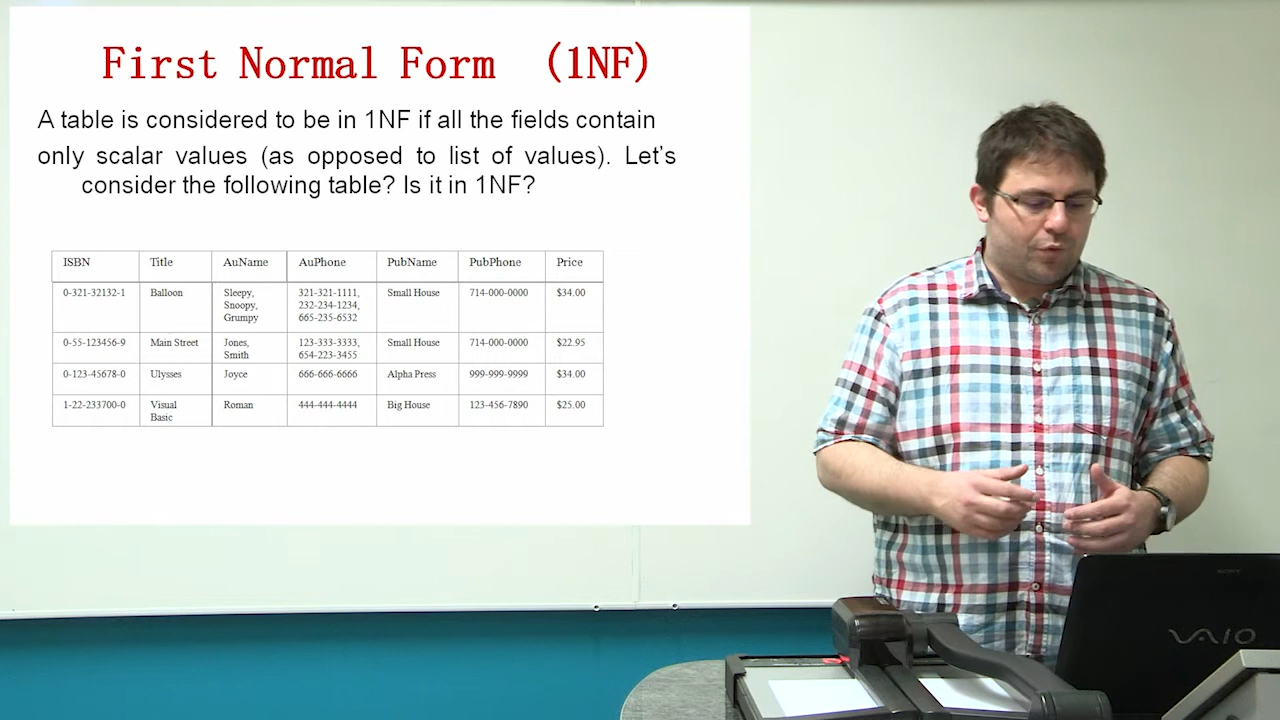 First Normal Form (1NF)
A table is considered to be in 1NF if all the fields contain
only scalar values (as opposed to list of values). Let's
consider the following table? Is it in 1NF?
ISBN Title AuName AuPhone PubName PubPhone Price
0-321-32132-1 Balloon Sleepy, 321-321-1111, Small House 714-000-0000 $34.00
Snoopy, 232-234-1234,
Grumpy 665-235-6532
0-55-123456-9 Main Street Jones, 123-333-3333, Small House 714-000-0000 $22.95
Smith 654-223-3455
0-123-45678-0 Ulysses Joyce 666-666-6666 Alpha Press 999-999-9999 $34.00
1-22-233700-0 Visual Roman 444-444-4444 Big House 123-456-7890 $25.00
Basic
SONY
VAIO